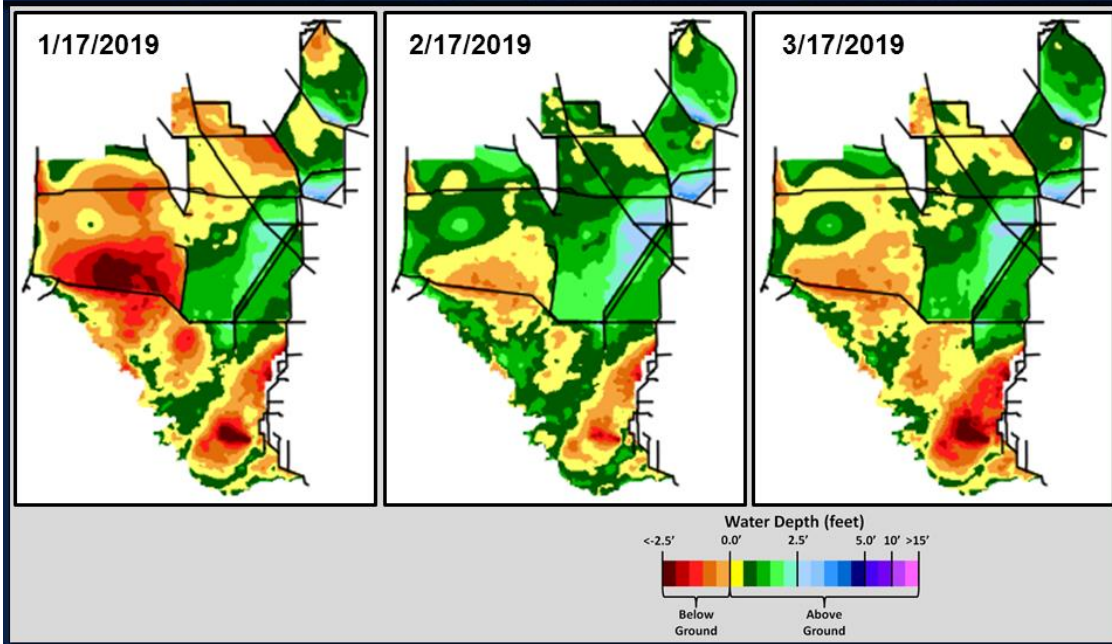 1/17/2019
2/17/2019
3/17/2019
Water Depth (feet)
<-2.5' 0.0' 2.5' 5.0' 10' >15'
Below Above
Ground Ground